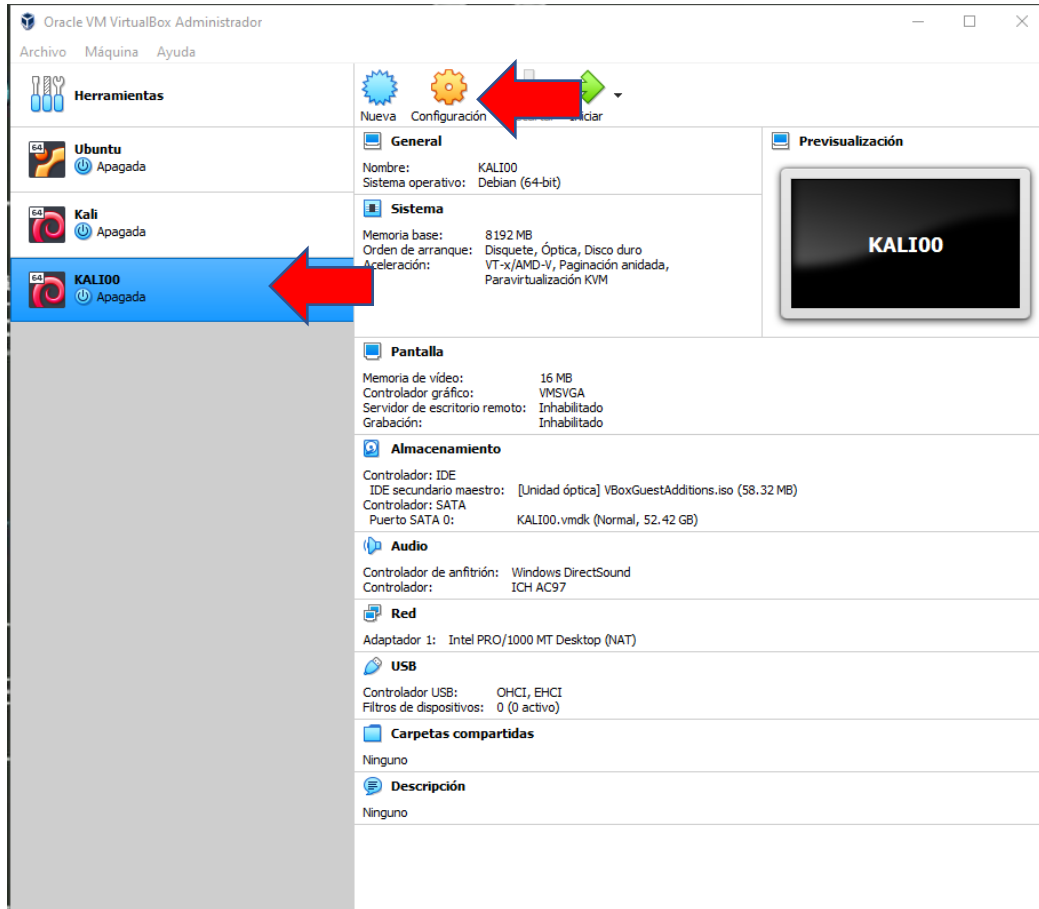 Oracle VM VirtualBox Administrador
Archivo Máquina Ayuda
Herramientas
Nueva Configuración Iniciar
64
Ubuntu
Apagada
64
Kali
Apagada
64
KALI00
Apagada
General
Nombre: KALI00
Sistema operativo: Debian (64-bit)
Previsualización
KALI00
Sistema
Memoria base: 8192 MB
Orden de arranque: Disquete, Óptica, Disco duro
Aceleración: VT-x/AMD-V, Paginación anidada,
Paravirtualización KVM
Pantalla
Memoria de vídeo: 16 MB
Controlador gráfico: VMSVGA
Servidor de escritorio remoto: Inhabilitado
Grabación: Inhabilitado
Almacenamiento
Controlador: IDE
IDE secundario maestro: [Unidad óptica] VBoxGuestAdditions.iso (58.32 MB)
Controlador: SATA
Puerto SATA 0: KALI00.vmdk (Normal, 52.42 GB)
Audio
Controlador de anfitrión: Windows DirectSound
Controlador: ICH AC97
Red
Adaptador 1: Intel PRO/1000 MT Desktop (NAT)
USB
Controlador USB: OHCI, EHCI
Filtros de dispositivos: 0 (0 activo)
Carpetas compartidas
Ninguno
Descripción
Ninguno